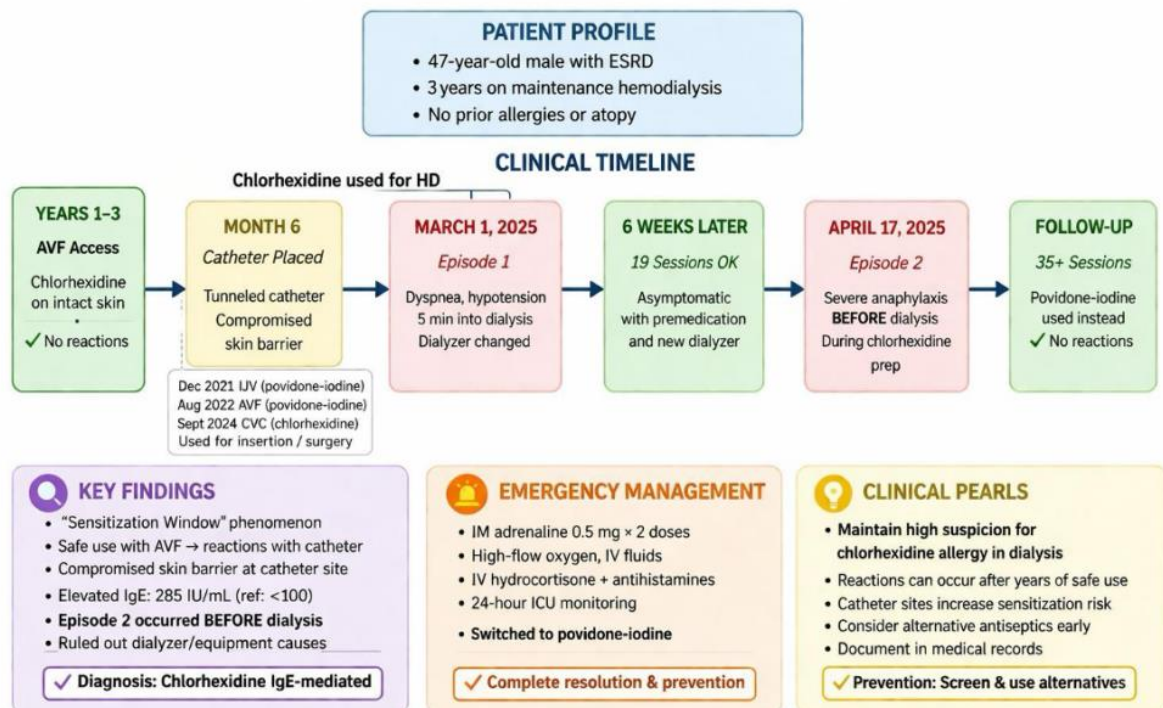 PATIENT PROFILE
• 47-year-old male with ESRD
• 3 years on maintenance hemodialysis
• No prior allergies or atopy
CLINICAL TIMELINE
Chlorhexidine used for HD
YEARS 1–3
AVF Access
Chlorhexidine
on intact skin
•
✓ No reactions
MONTH 6
Catheter Placed
Tunneled catheter
Compromised
skin barrier
Dec 2021 IJV (povidone-iodine)
Aug 2022 AVF (povidone-iodine)
Sept 2024 CVC (chlorhexidine)
Used for insertion / surgery
MARCH 1, 2025
Episode 1
Dyspnea, hypotension
5 min into dialysis
Dialyzer changed
6 WEEKS LATER
19 Sessions OK
Asymptomatic
with premedication
and new dialyzer
APRIL 17, 2025
Episode 2
Severe anaphylaxis
BEFORE dialysis
During chlorhexidine
prep
FOLLOW-UP
35+ Sessions
Povidone-iodine
used instead
✓ No reactions
KEY FINDINGS
• “Sensitization Window” phenomenon
• Safe use with AVF → reactions with catheter
• Compromised skin barrier at catheter site
• Elevated IgE: 285 IU/mL (ref: <100)
• Episode 2 occurred BEFORE dialysis
• Ruled out dialyzer/equipment causes
✓ Diagnosis: Chlorhexidine IgE-mediated
EMERGENCY MANAGEMENT
• IM adrenaline 0.5 mg × 2 doses
• High-flow oxygen, IV fluids
• IV hydrocortisone + antihistamines
• 24-hour ICU monitoring
• Switched to povidone-iodine
✓ Complete resolution & prevention
CLINICAL PEARLS
• Maintain high suspicion for
chlorhexidine allergy in dialysis
• Reactions can occur after years of safe use
• Catheter sites increase sensitization risk
• Consider alternative antiseptics early
• Document in medical records
✓ Prevention: Screen & use alternatives